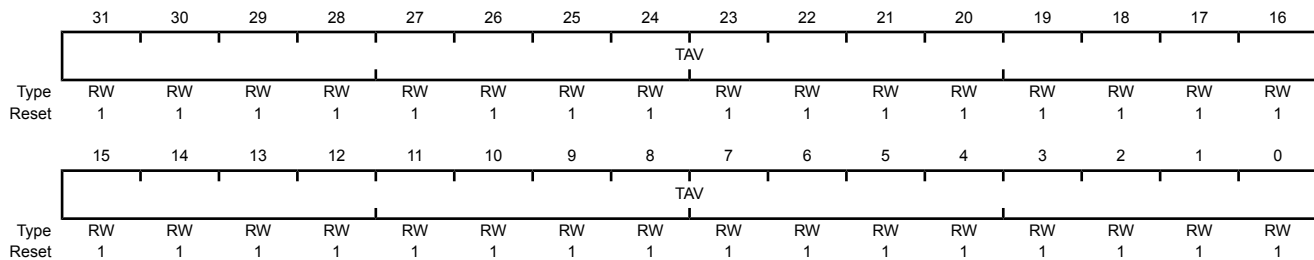 31 30 29 28 27 26 25 24 23 22 21 20 19 18 17 16
TAV
Type RW RW RW RW RW RW RW RW RW RW RW RW RW RW RW RW
Reset 1 1 1 1 1 1 1 1 1 1 1 1 1 1 1 1
15 14 13 12 11 10 9 8 7 6 5 4 3 2 1 0
TAV
Type RW RW RW RW RW RW RW RW RW RW RW RW RW RW RW RW
Reset 1 1 1 1 1 1 1 1 1 1 1 1 1 1 1 1